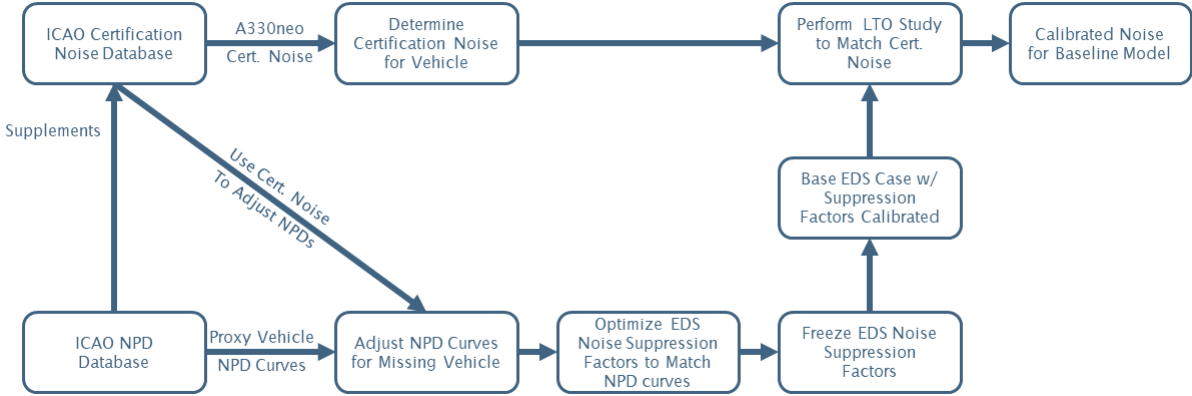 ICAO Certification
Noise Database
A330neo
Cert. Noise
Determine
Certification Noise
for Vehicle
Perform LTO Study
to Match Cert.
Noise
Calibrated Noise
for Baseline Model
Supplements
Use Cert. Noise
To Adjust NPDs
Base EDS Case w/
Suppression
Factors Calibrated
ICAO NPD
Database
Proxy Vehicle
NPD Curves
Adjust NPD Curves
for Missing Vehicle
Optimize EDS
Noise Suppression
Factors to Match
NPD curves
Freeze EDS Noise
Suppression
Factors